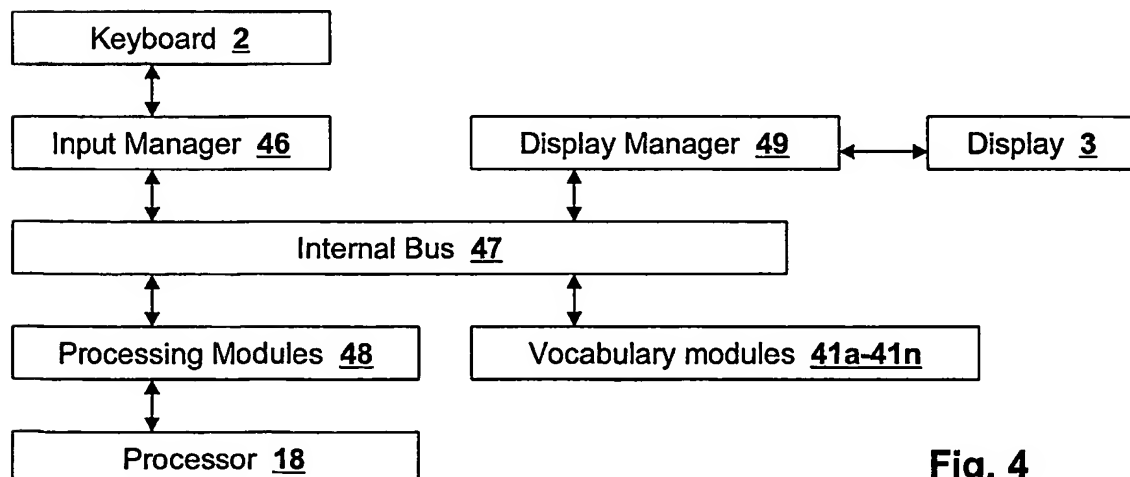 Keyboard 2
Input Manager 46
Display Manager 49
Display 3
Internal Bus 47
Processing Modules 48
Vocabulary modules 41a-41n
Processor 18
Fig. 4